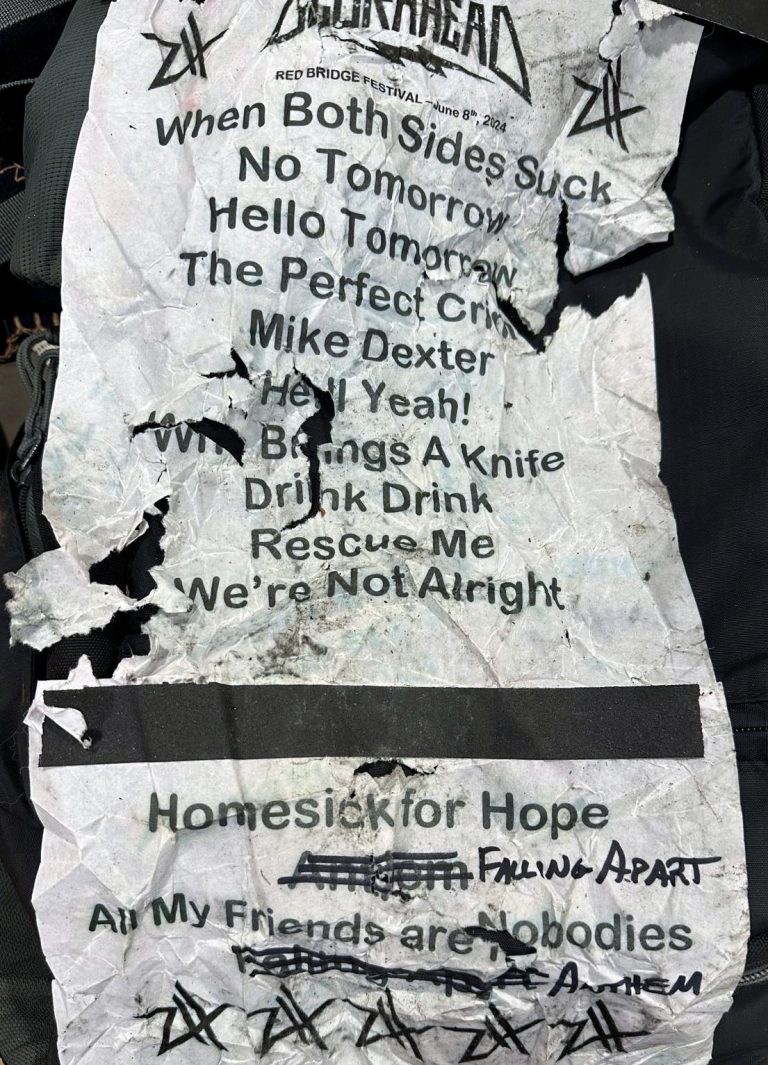 RED BRIDGE FESTIVAL – June 8th, 2024
When Both Sides Suck
No Tomorrow
Hello Tomorrow
The Perfect Crim
Mike Dexter
Hell Yeah!
Brings A Knife
Drink Drink
Rescue Me
We're Not Alright
Homesick for Hope
Anthem FALLING APART
All My Friends are Nobodies
ANTHEM